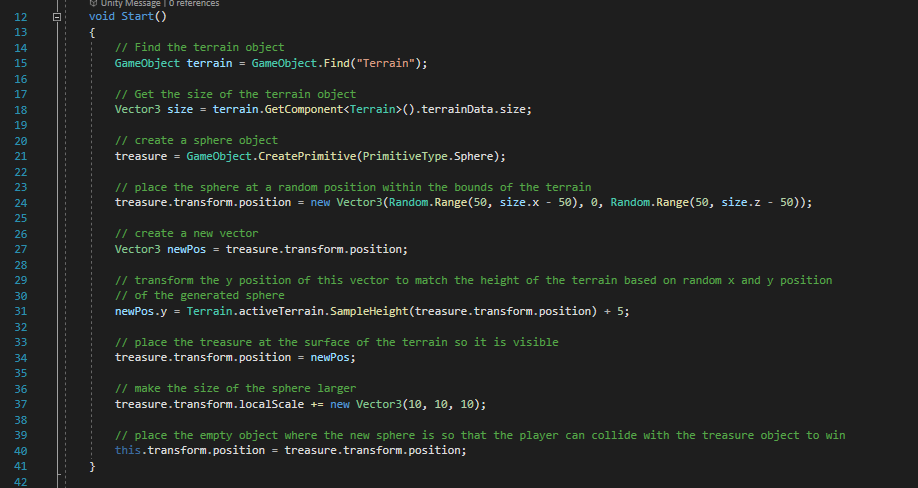 Unity Message | 0 references
12 void Start()
13 {
14 // Find the terrain object
15 GameObject terrain = GameObject.Find("Terrain");
16
17 // Get the size of the terrain object
18 Vector3 size = terrain.GetComponent<Terrain>().terrainData.size;
19
20 // create a sphere object
21 treasure = GameObject.CreatePrimitive(PrimitiveType.Sphere);
22
23 // place the sphere at a random position within the bounds of the terrain
24 treasure.transform.position = new Vector3(Random.Range(50, size.x - 50), 0, Random.Range(50, size.z - 50));
25
26 // create a new vector
27 Vector3 newPos = treasure.transform.position;
28
29 // transform the y position of this vector to match the height of the terrain based on random x and y position
30 // of the generated sphere
31 newPos.y = Terrain.activeTerrain.SampleHeight(treasure.transform.position) + 5;
32
33 // place the treasure at the surface of the terrain so it is visible
34 treasure.transform.position = newPos;
35
36 // make the size of the sphere larger
37 treasure.transform.localScale += new Vector3(10, 10, 10);
38
39 // place the empty object where the new sphere is so that the player can collide with the treasure object to win
40 this.transform.position = treasure.transform.position;
41 }
42